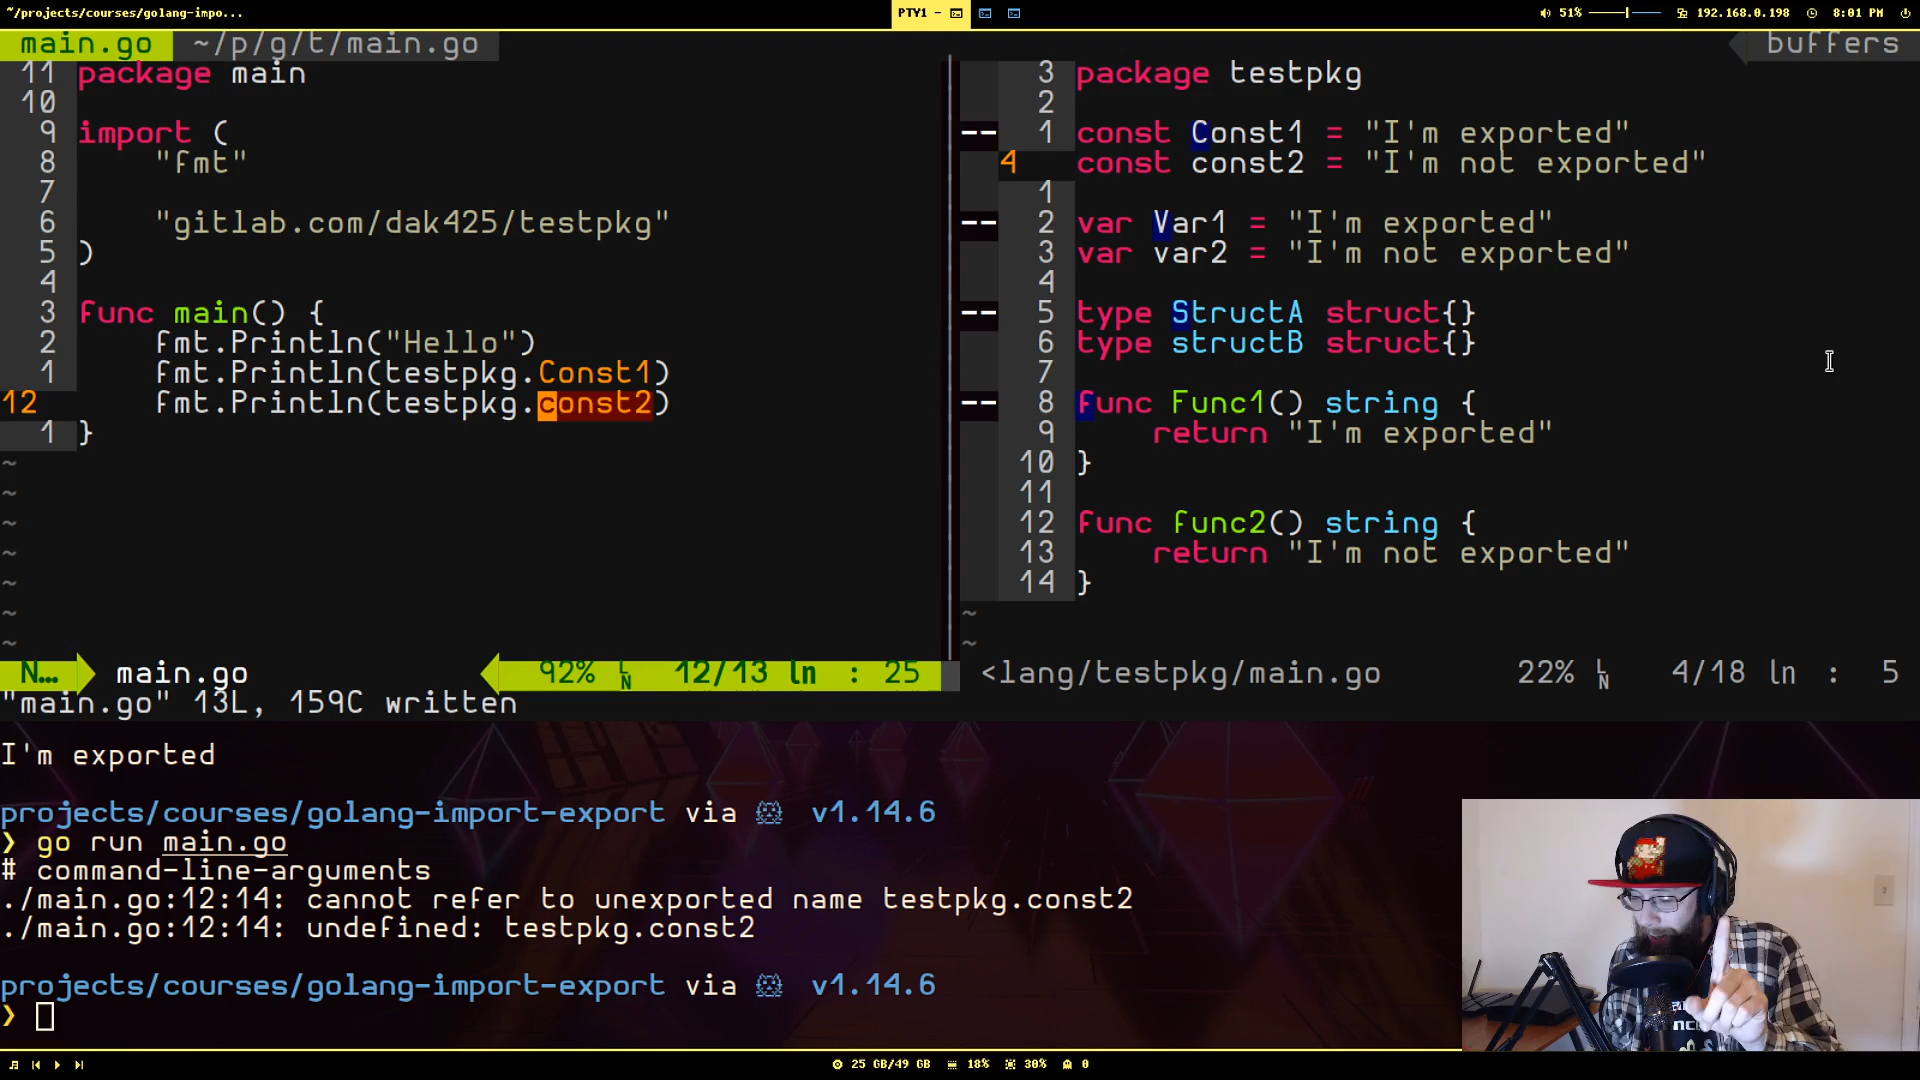 ~/projects/courses/golang-impo...
PTY1 -
51%
192.168.0.198
8:01 PM
main.go
~/p/g/t/main.go
buffers
11 package main
10
9 import (
8 "fmt"
7
6 "gitlab.com/dak425/testpkg"
5 )
4
3 func main() {
2 fmt.Println("Hello")
1 fmt.Println(testpkg.Const1)
12 fmt.Println(testpkg.const2)
1 }
~
~
~
~
~
~
~
N... main.go 92% LN 12/13 ln : 25
"main.go" 13L, 159C written
3 package testpkg
2
-- 1 const Const1 = "I'm exported"
4 const const2 = "I'm not exported"
1
-- 2 var Var1 = "I'm exported"
3 var var2 = "I'm not exported"
4
-- 5 type StructA struct{}
6 type structB struct{}
7
-- 8 func Func1() string {
9 return "I'm exported"
10 }
11
12 func func2() string {
13 return "I'm not exported"
14 }
~
~
<lang/testpkg/main.go 22% LN 4/18 ln : 5
I'm exported
projects/courses/golang-import-export via v1.14.6
❯ go run main.go
# command-line-arguments
./main.go:12:14: cannot refer to unexported name testpkg.const2
./main.go:12:14: undefined: testpkg.const2
projects/courses/golang-import-export via v1.14.6
❯
25 GB/49 GB
18%
30%
0